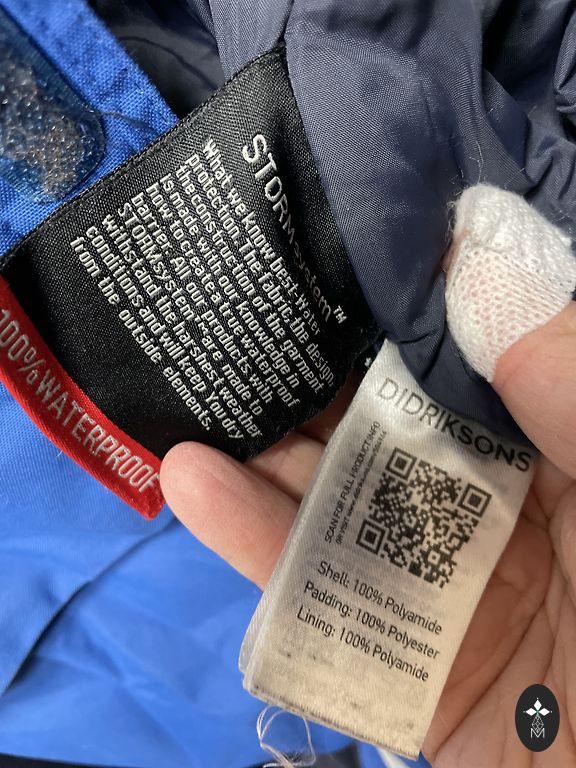 STORMsystem™
What we know best. Water
protection. The fabric, the design,
the construction of the garment
is made with our knowledge in
how to create a true waterproof
barrier. All our products with
STORMsystem™ are made to
withstand the harshest weather
conditions and will keep you dry
from the outside elements.
100% WATERPROOF
DIDRIKSONS
SCAN FOR FULL PRODUCT INFO
OR VISIT
Shell: 100% Polyamide
Padding: 100% Polyester
Lining: 100% Polyamide
M